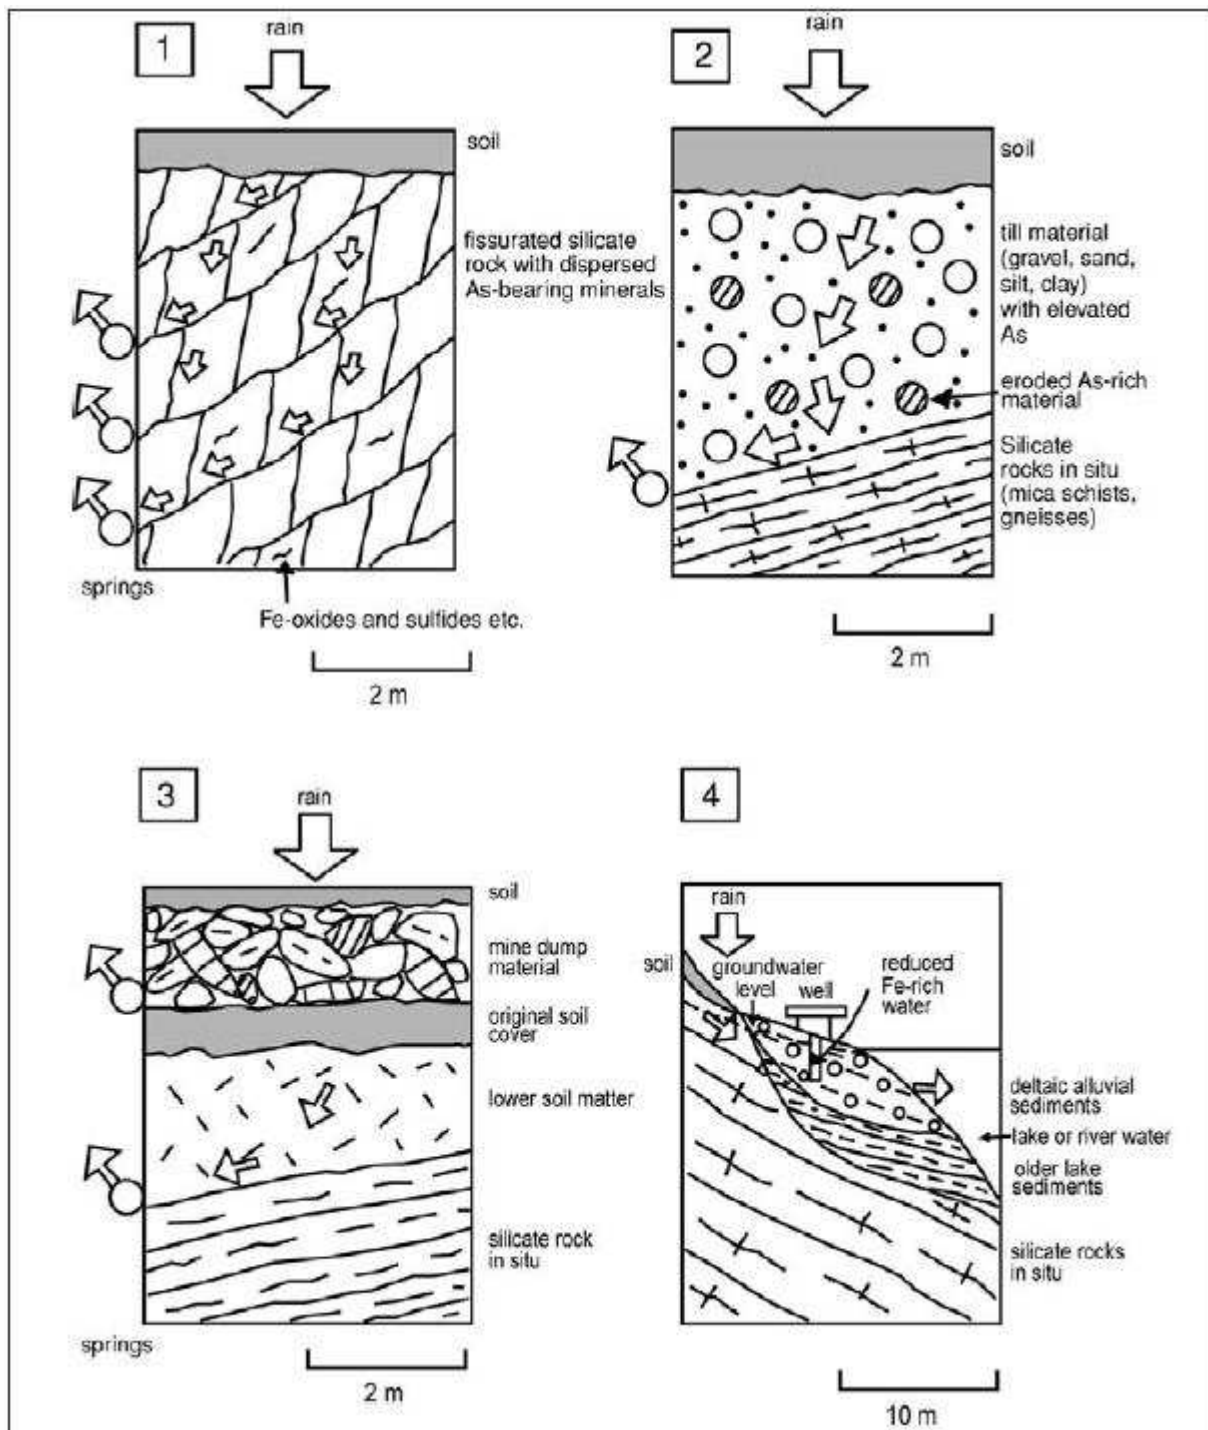 1
rain
soil
fissurated silicate
rock with dispersed
As-bearing minerals
springs
Fe-oxides and sulfides etc.
2 m
2
rain
soil
till material
(gravel, sand,
silt, clay)
with elevated
As
eroded As-rich
material
Silicate
rocks in situ
(mica schists,
gneisses)
2 m
3
rain
soil
mine dump
material
original soil
cover
lower soil matter
silicate rock
in situ
springs
2 m
4
rain
soil
groundwater
level
well
reduced
Fe-rich
water
deltaic alluvial
sediments
lake or river water
older lake
sediments
silicate rocks
in situ
10 m